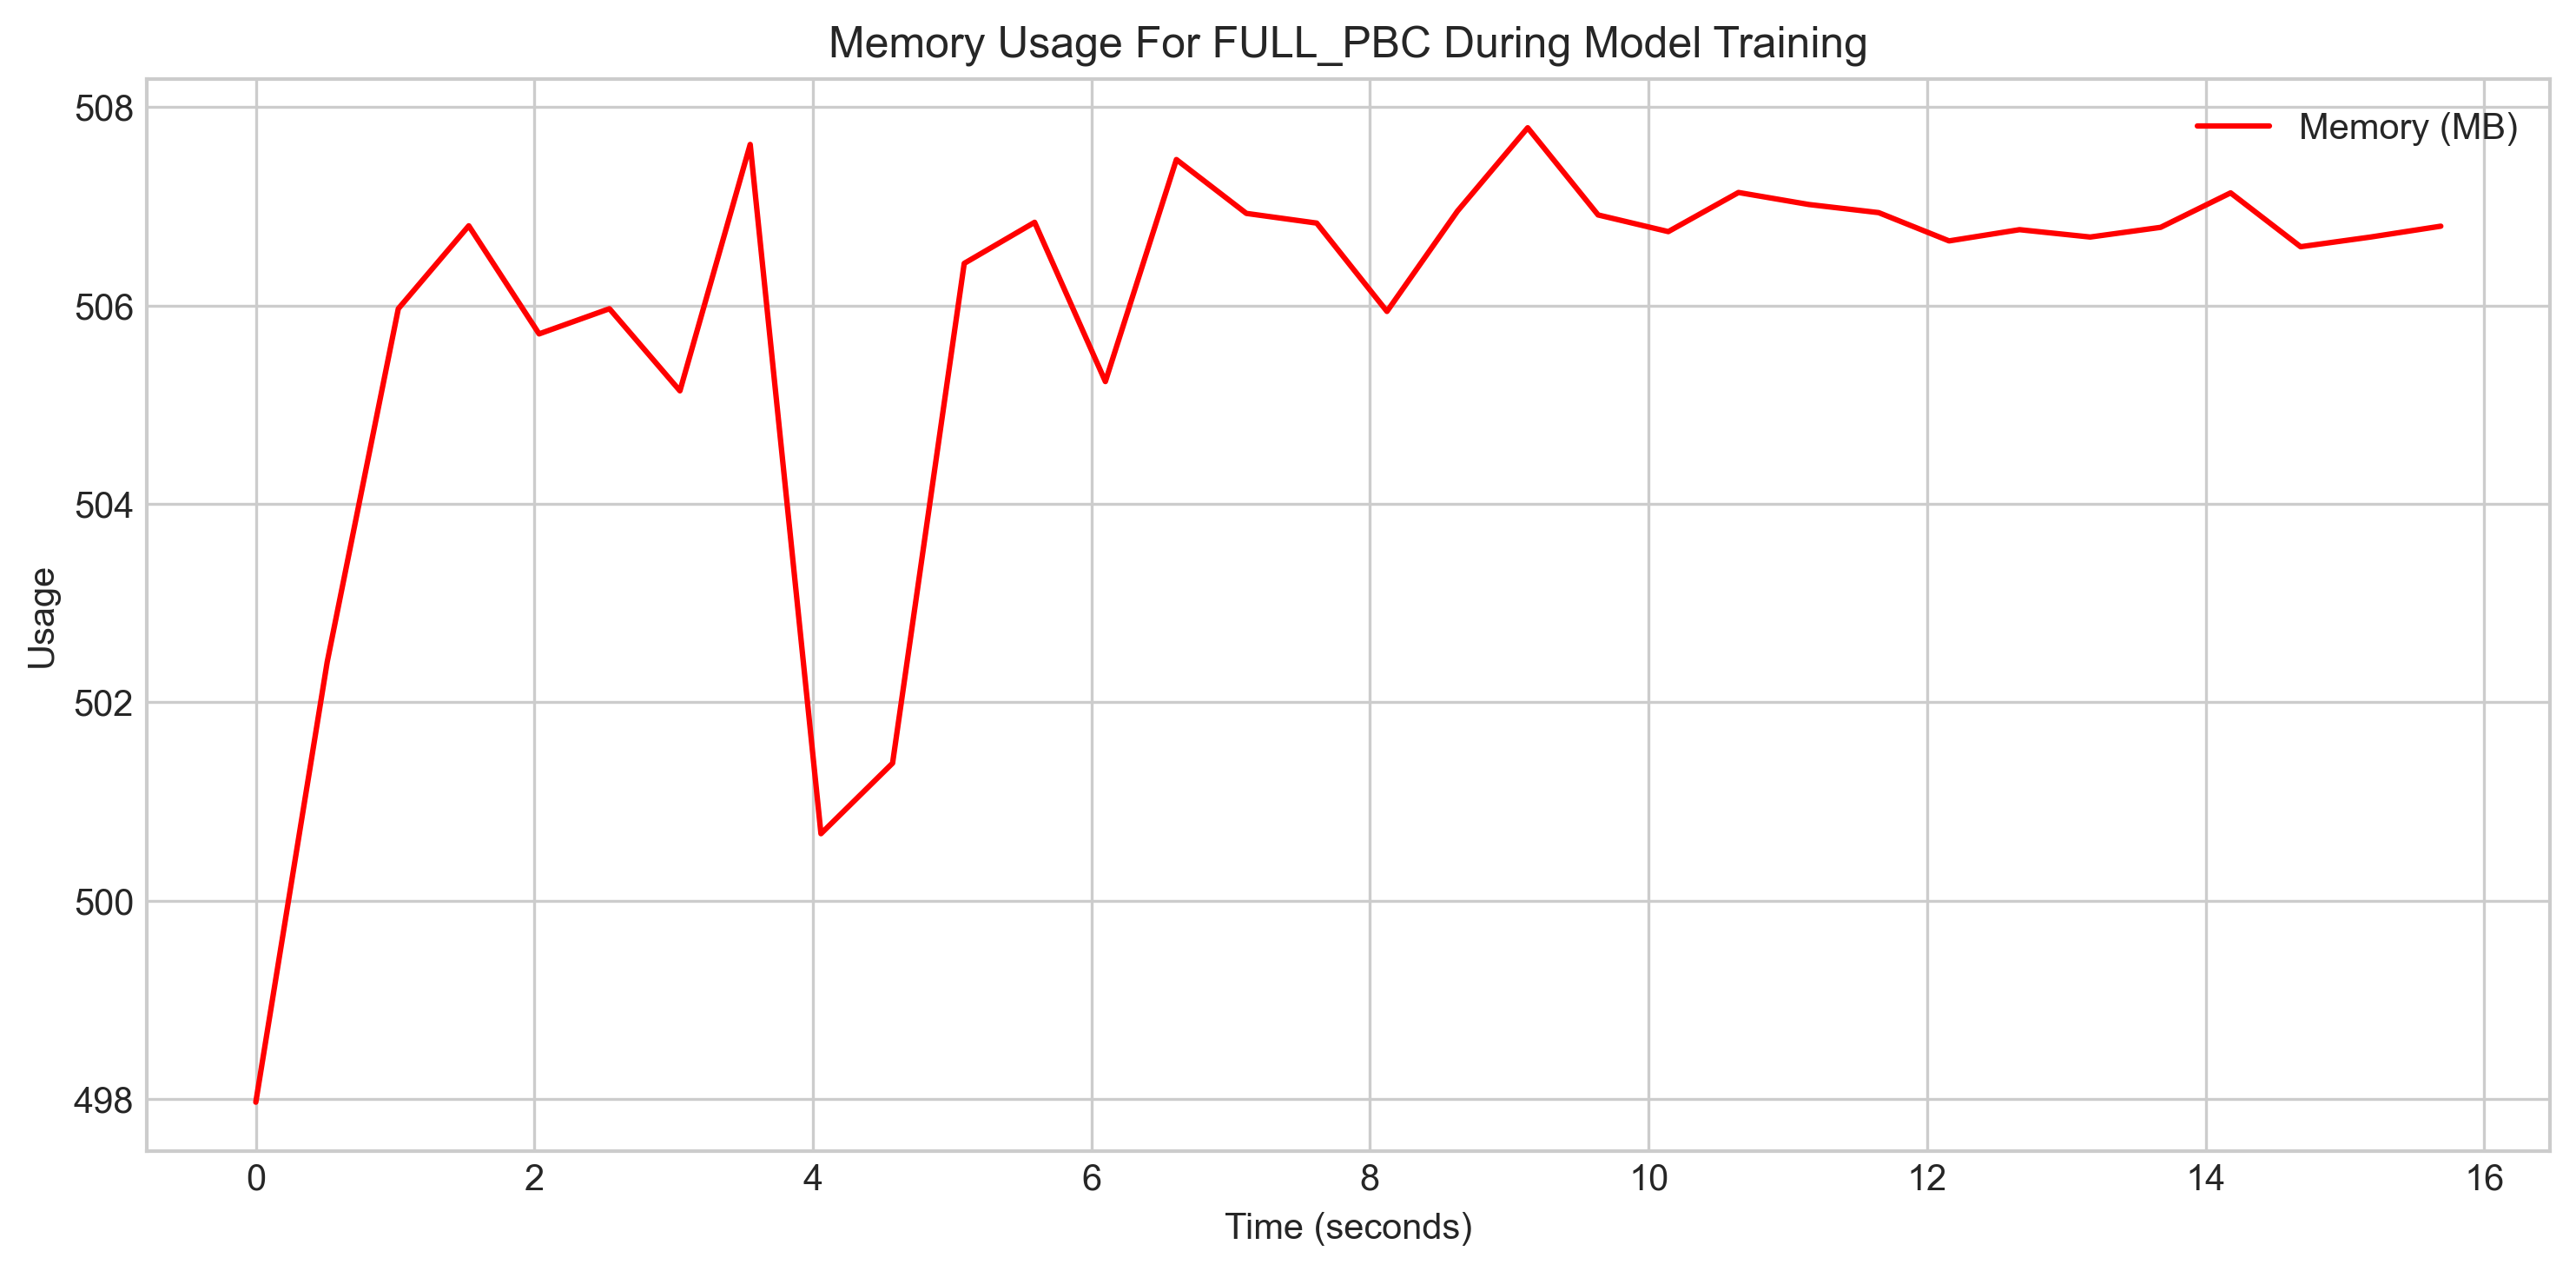 Memory Usage For FULL_PBC During Model Training
508
506
504
502
500
498
Usage
Memory (MB)
0 2 4 6 8 10 12 14 16
Time (seconds)